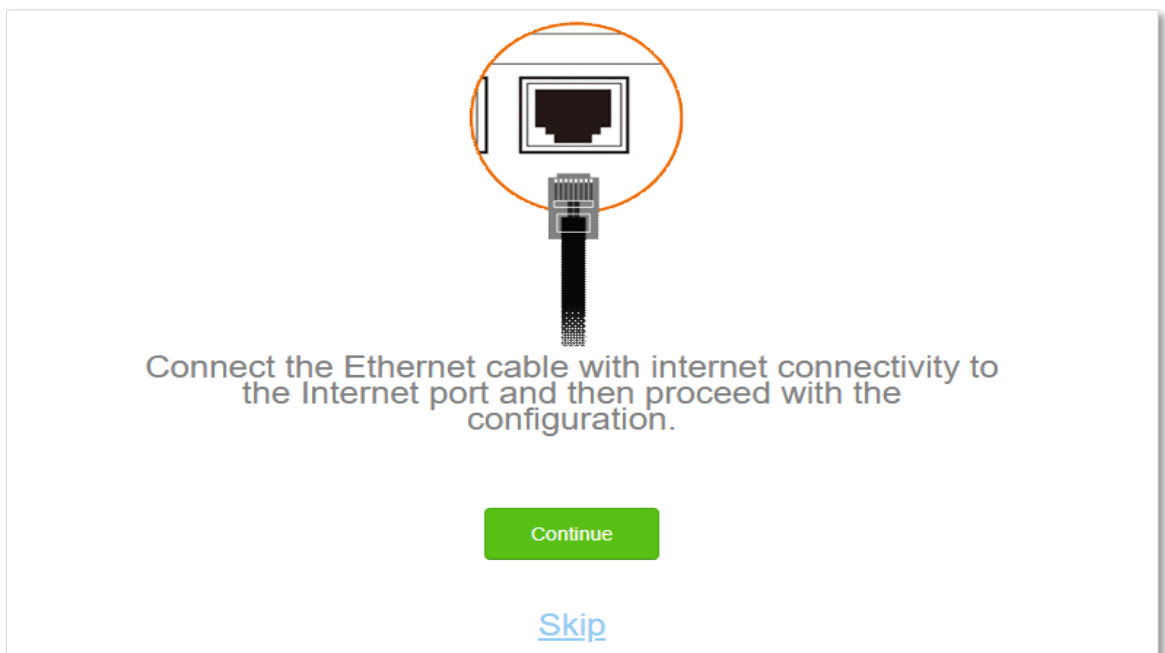 Connect the Ethernet cable with internet connectivity to
the Internet port and then proceed with the
configuration.
Continue
Skip